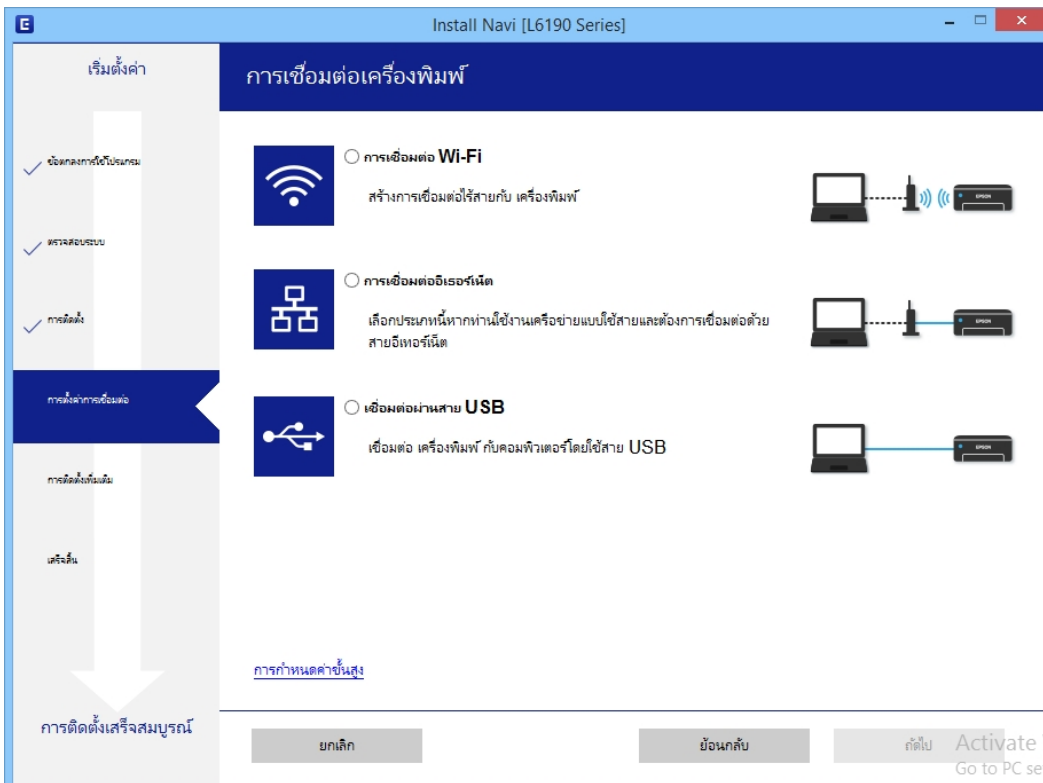 Install Navi [L6190 Series]
เริ่มตั้งค่า
การเชื่อมต่อเครื่องพิมพ์
ข้อตกลงการใช้โปรแกรม
ตรวจสอบระบบ
การติดตั้ง
การตั้งค่าการเชื่อมต่อ
การติดตั้งเพิ่มเติม
เสร็จสิ้น
การติดตั้งเสร็จสมบูรณ์
การเชื่อมต่อ Wi-Fi
สร้างการเชื่อมต่อไร้สายกับ เครื่องพิมพ์
EPSON
การเชื่อมต่ออีเธอร์เน็ต
เลือกประเภทนี้หากท่านใช้งานเครือข่ายแบบใช้สายและต้องการเชื่อมต่อด้วย
สายอีเทอร์เน็ต
EPSON
เชื่อมต่อผ่านสาย USB
เชื่อมต่อ เครื่องพิมพ์ กับคอมพิวเตอร์โดยใช้สาย USB
EPSON
การกำหนดค่าขั้นสูง
ยกเลิก
ย้อนกลับ
ถัดไป
Activate
Go to PC se